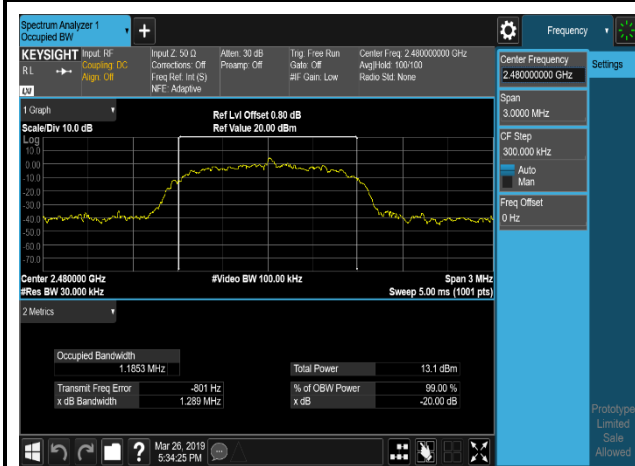 Spectrum Analyzer 1
Occupied BW
Frequency
KEYSIGHT
Input: RF
Coupling: DC
Align: Off
Input Z: 50 Ω
Corrections: Off
Freq Ref: Int (S)
NFE: Adaptive
Atten: 30 dB
Preamp: Off
Trig: Free Run
Gate: Off
#IF Gain: Low
Center Freq: 2.480000000 GHz
Avg|Hold: 100/100
Radio Std: None
R L
LXI
Center Frequency
2.480000000 GHz
Settings
Span
3.0000 MHz
CF Step
300.000 kHz
Auto
Man
Freq Offset
0 Hz
1 Graph
Scale/Div 10.0 dB
Ref Lvl Offset 0.80 dB
Ref Value 20.00 dBm
Log
10.0
0.00
-10.0
-20.0
-30.0
-40.0
-50.0
-60.0
-70.0
Center 2.480000 GHz
#Video BW 100.00 kHz
Span 3 MHz
#Res BW 30.000 kHz
Sweep 5.00 ms (1001 pts)
2 Metrics
Occupied Bandwidth
1.1853 MHz
Total Power 13.1 dBm
Transmit Freq Error -801 Hz
% of OBW Power 99.00 %
x dB Bandwidth 1.289 MHz
x dB -20.00 dB
Mar 26, 2019
5:34:25 PM
Prototype
Limited
Sale
Allowed